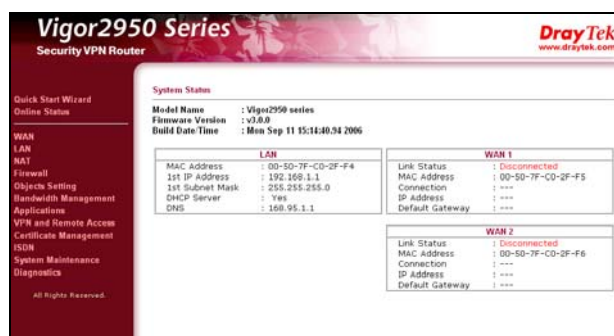 Vigor2950 Series
Security VPN Router
DrayTek
www.draytek.com
Quick Start Wizard
Online Status
WAN
LAN
NAT
Firewall
Objects Setting
Bandwidth Management
Applications
VPN and Remote Access
Certificate Management
ISDN
System Maintenance
Diagnostics
All Rights Reserved.
System Status
Model Name : Vigor2950 series
Firmware Version : v3.0.0
Build Date/Time : Mon Sep 11 15:14:40.94 2006
LAN
MAC Address : 00-50-7F-C0-2F-F4
1st IP Address : 192.168.1.1
1st Subnet Mask : 255.255.255.0
DHCP Server : Yes
DNS : 168.95.1.1
WAN 1
Link Status : Disconnected
MAC Address : 00-50-7F-C0-2F-F5
Connection : ---
IP Address : ---
Default Gateway : ---
WAN 2
Link Status : Disconnected
MAC Address : 00-50-7F-C0-2F-F6
Connection : ---
IP Address : ---
Default Gateway : ---